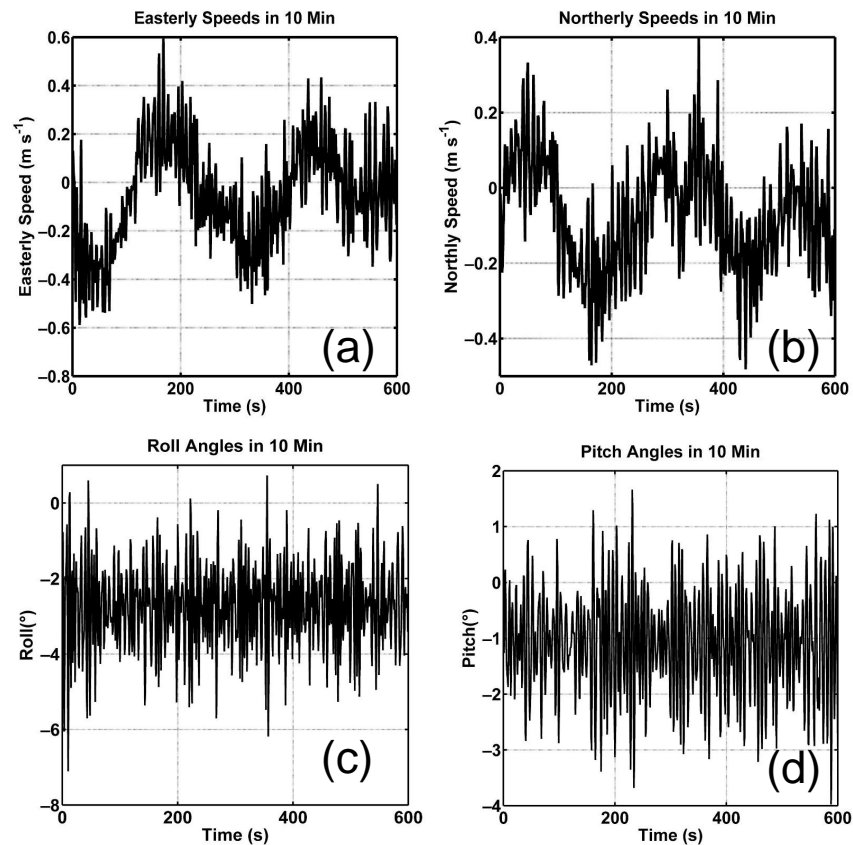 Easterly Speeds in 10 Min
0.6
0.4
0.2
0
–0.2
–0.4
–0.6
–0.8
Easterly Speed (m s⁻¹)
0 200 400 600
Time (s)
(a)
Northerly Speeds in 10 Min
0.4
0.2
0
–0.2
–0.4
Northly Speed (m s⁻¹)
0 200 400 600
Time (s)
(b)
Roll Angles in 10 Min
0
–2
–4
–6
–8
Roll(°)
0 200 400 600
Time (s)
(c)
Pitch Angles in 10 Min
2
1
0
–1
–2
–3
–4
Pitch(°)
0 200 400 600
Time (s)
(d)